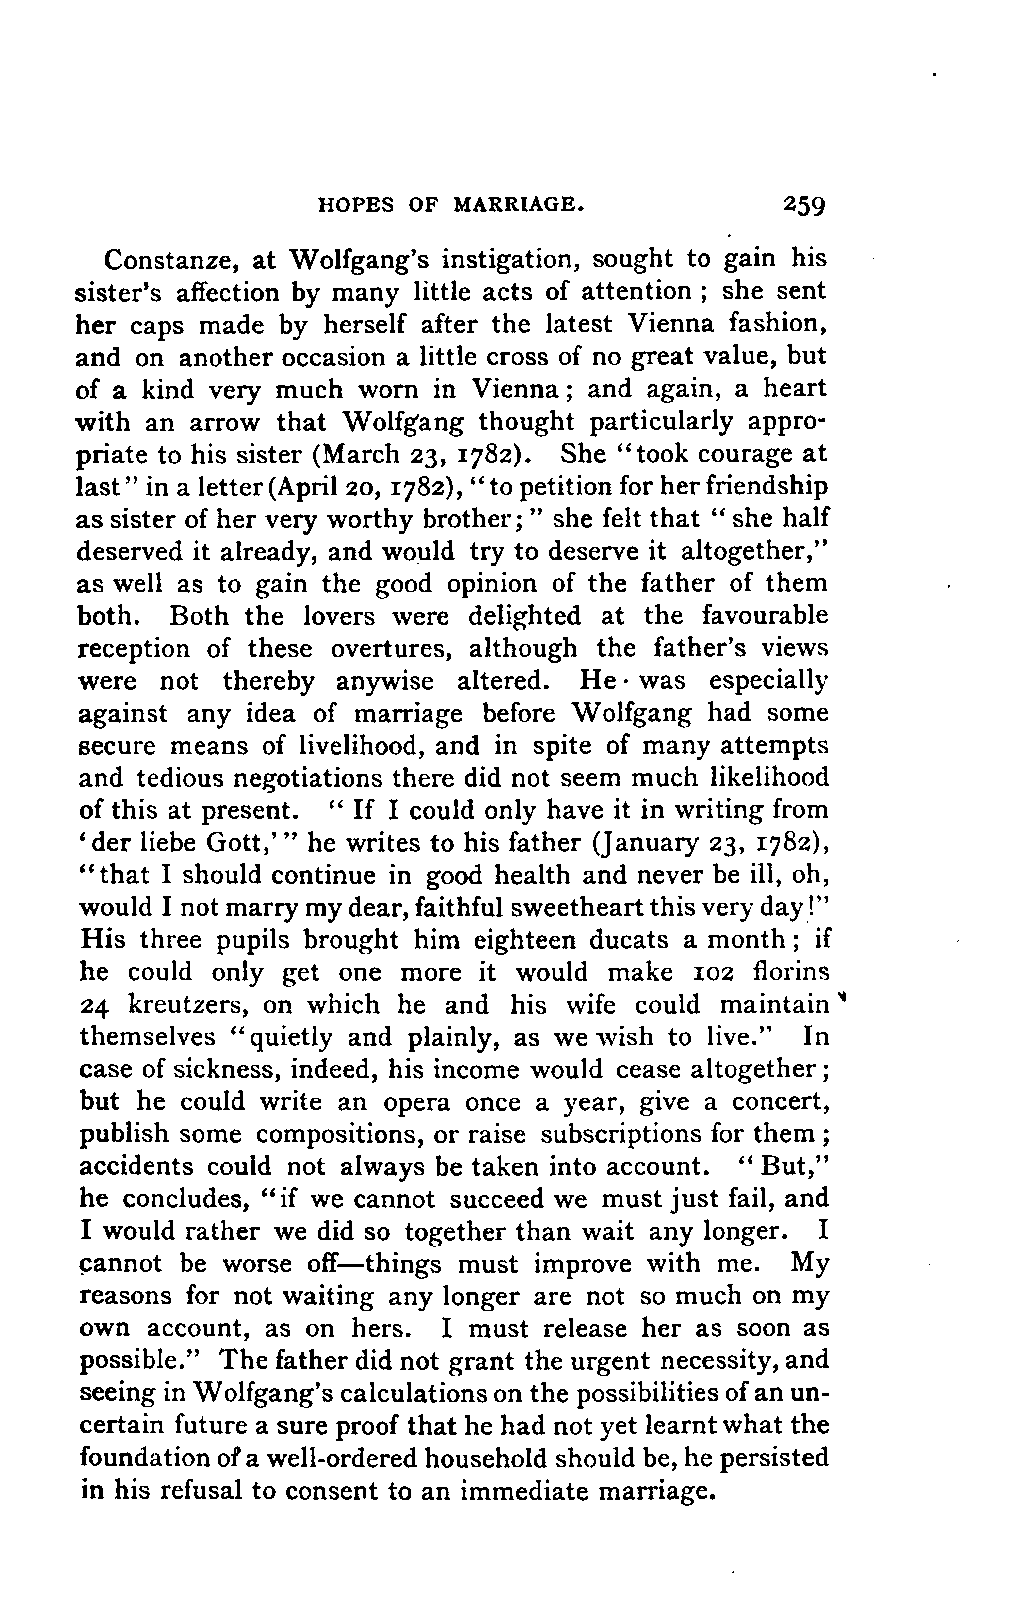 HOPES OF MARRIAGE. 259
Constanze, at Wolfgang's instigation, sought to gain his
sister's affection by many little acts of attention ; she sent
her caps made by herself after the latest Vienna fashion,
and on another occasion a little cross of no great value, but
of a kind very much worn in Vienna ; and again, a heart
with an arrow that Wolfgang thought particularly appro-
priate to his sister (March 23, 1782). She “took courage at
last” in a letter (April 20, 1782), “to petition for her friendship
as sister of her very worthy brother; ” she felt that “ she half
deserved it already, and would try to deserve it altogether,”
as well as to gain the good opinion of the father of them
both. Both the lovers were delighted at the favourable
reception of these overtures, although the father's views
were not thereby anywise altered. He was especially
against any idea of marriage before Wolfgang had some
secure means of livelihood, and in spite of many attempts
and tedious negotiations there did not seem much likelihood
of this at present. “ If I could only have it in writing from
‘der liebe Gott,’ ” he writes to his father (January 23, 1782),
“that I should continue in good health and never be ill, oh,
would I not marry my dear, faithful sweetheart this very day!”
His three pupils brought him eighteen ducats a month ; if
he could only get one more it would make 102 florins
24 kreutzers, on which he and his wife could maintain
themselves “quietly and plainly, as we wish to live.” In
case of sickness, indeed, his income would cease altogether ;
but he could write an opera once a year, give a concert,
publish some compositions, or raise subscriptions for them ;
accidents could not always be taken into account. “ But,”
he concludes, “if we cannot succeed we must just fail, and
I would rather we did so together than wait any longer. I
cannot be worse off—things must improve with me. My
reasons for not waiting any longer are not so much on my
own account, as on hers. I must release her as soon as
possible.” The father did not grant the urgent necessity, and
seeing in Wolfgang's calculations on the possibilities of an un-
certain future a sure proof that he had not yet learnt what the
foundation of a well-ordered household should be, he persisted
in his refusal to consent to an immediate marriage.